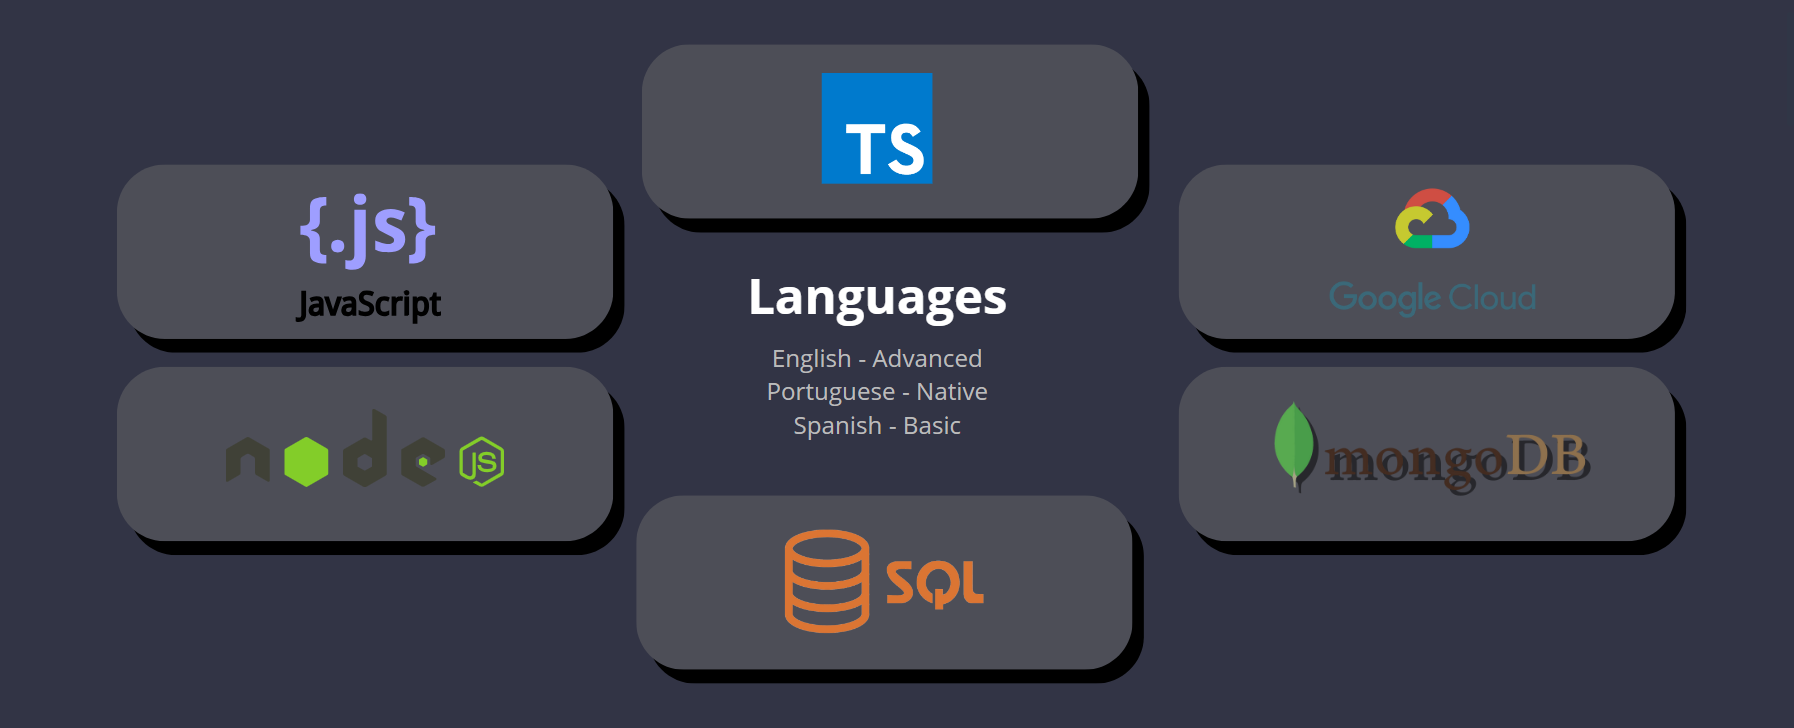 TS
{.js}
JavaScript
Google Cloud
Languages
English - Advanced
Portuguese - Native
Spanish - Basic
node JS
mongoDB
SQL